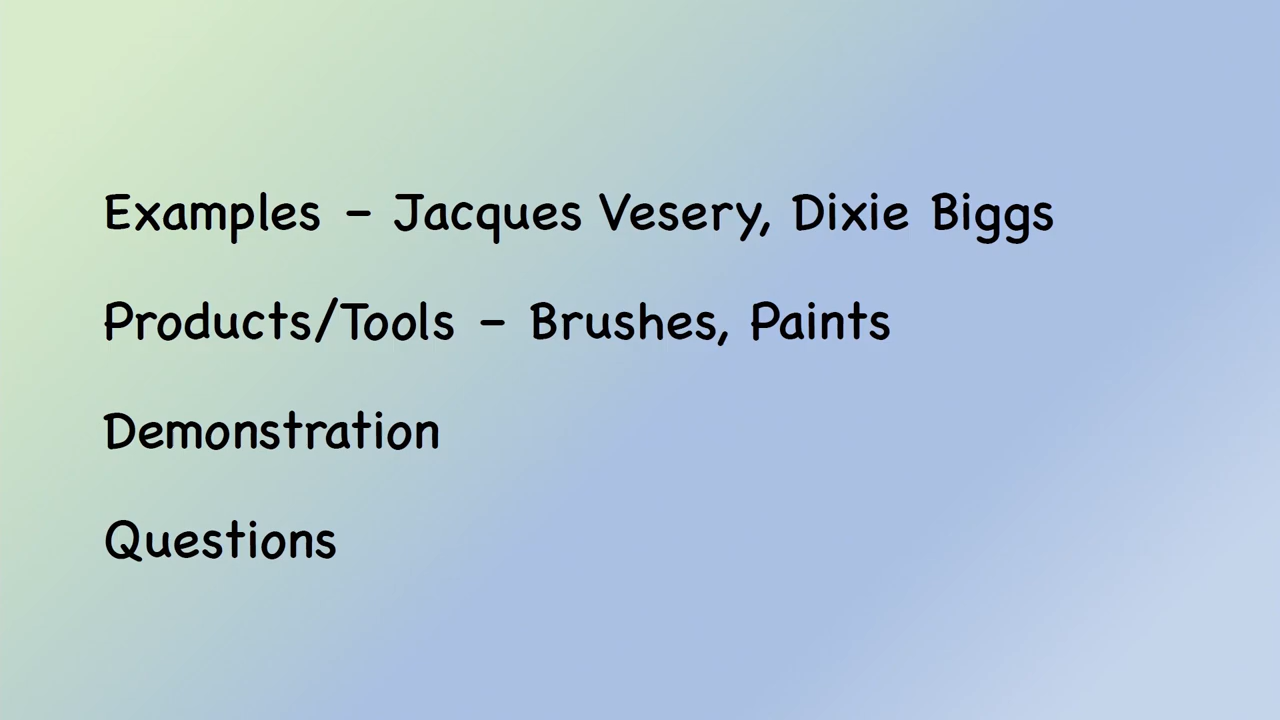 Examples – Jacques Vesery, Dixie Biggs
Products/Tools – Brushes, Paints
Demonstration
Questions